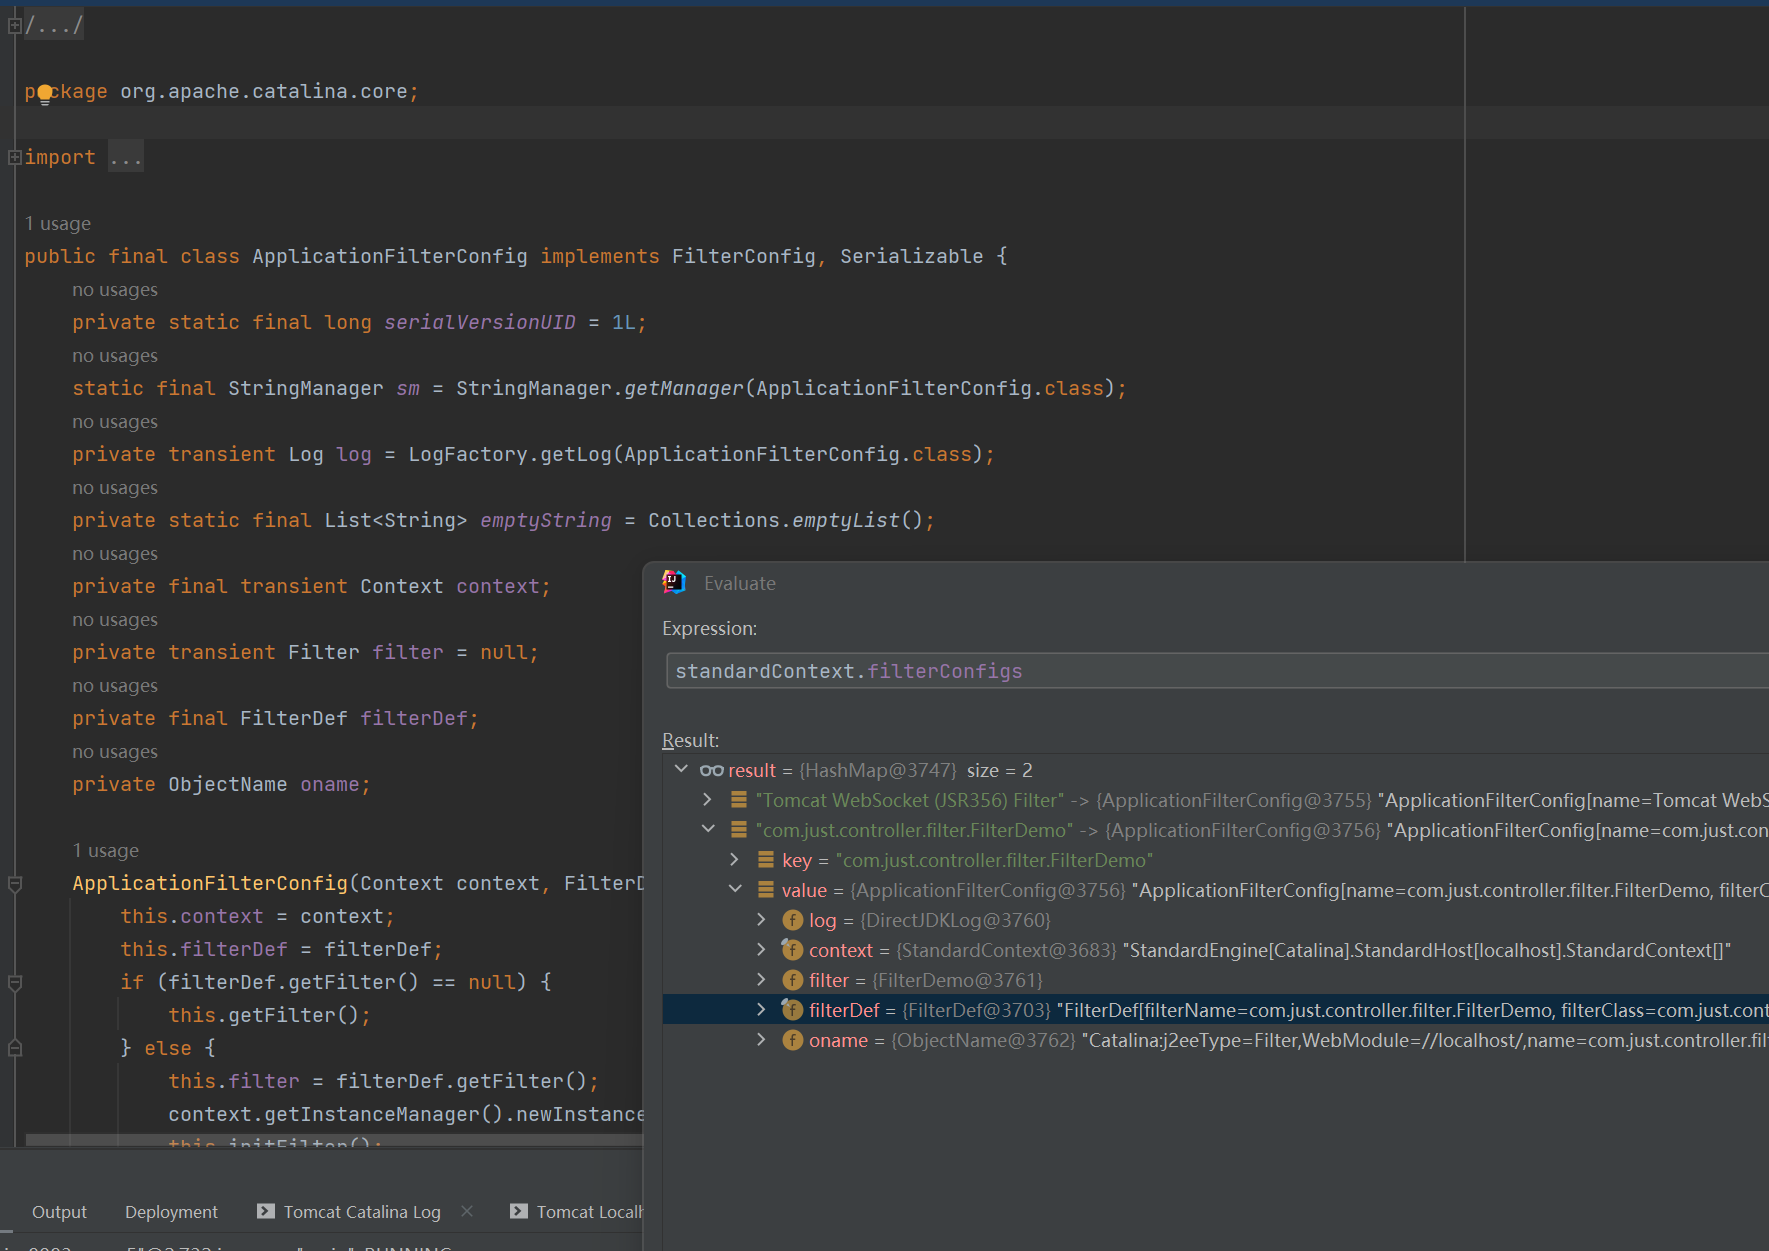 /.../
package org.apache.catalina.core;
import ...
1 usage
public final class ApplicationFilterConfig implements FilterConfig, Serializable {
no usages
private static final long serialVersionUID = 1L;
no usages
static final StringManager sm = StringManager.getManager(ApplicationFilterConfig.class);
no usages
private transient Log log = LogFactory.getLog(ApplicationFilterConfig.class);
no usages
private static final List<String> emptyString = Collections.emptyList();
no usages
private final transient Context context;
no usages
private transient Filter filter = null;
no usages
private final FilterDef filterDef;
no usages
private ObjectName oname;
1 usage
ApplicationFilterConfig(Context context, FilterD
this.context = context;
this.filterDef = filterDef;
if (filterDef.getFilter() == null) {
this.getFilter();
} else {
this.filter = filterDef.getFilter();
context.getInstanceManager().newInstance
this.initFilter();
Evaluate
Expression:
standardContext.filterConfigs
Result:
result = {HashMap@3747} size = 2
"Tomcat WebSocket (JSR356) Filter" -> {ApplicationFilterConfig@3755} "ApplicationFilterConfig[name=Tomcat WebS
"com.just.controller.filter.FilterDemo" -> {ApplicationFilterConfig@3756} "ApplicationFilterConfig[name=com.just.con
key = "com.just.controller.filter.FilterDemo"
value = {ApplicationFilterConfig@3756} "ApplicationFilterConfig[name=com.just.controller.filter.FilterDemo, filterC
log = {DirectJDKLog@3760}
context = {StandardContext@3683} "StandardEngine[Catalina].StandardHost[localhost].StandardContext[]"
filter = {FilterDemo@3761}
filterDef = {FilterDef@3703} "FilterDef[filterName=com.just.controller.filter.FilterDemo, filterClass=com.just.cont
oname = {ObjectName@3762} "Catalina:j2eeType=Filter,WebModule=//localhost/,name=com.just.controller.filt
Output Deployment Tomcat Catalina Log Tomcat Localh